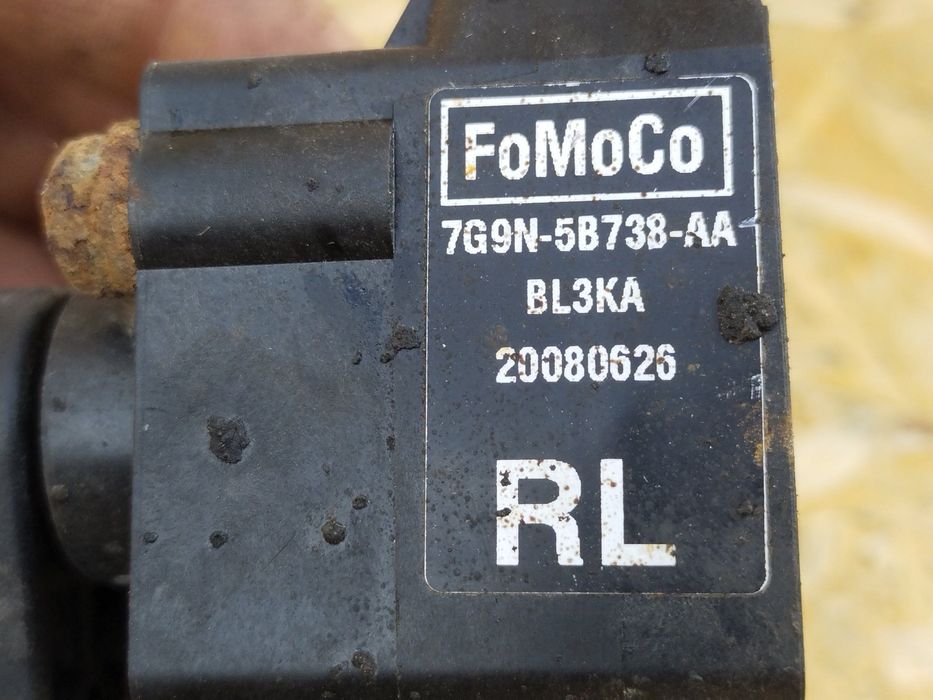 FoMoCo
7G9N-5B738-AA
BL3KA
20080626
RL